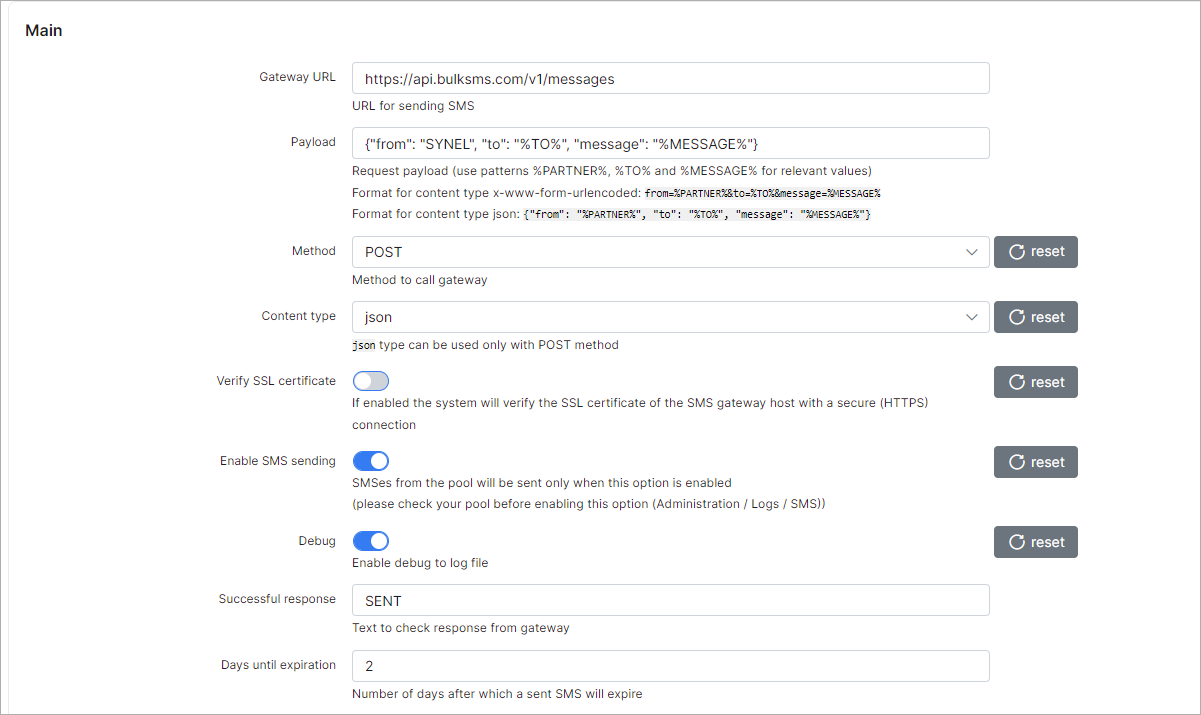 Main
Gateway URL
https://api.bulksms.com/v1/messages
URL for sending SMS
Payload
{"from": "SYNEL", "to": "%TO%", "message": "%MESSAGE%"}
Request payload (use patterns %PARTNER%, %TO% and %MESSAGE% for relevant values)
Format for content type x-www-form-urlencoded: from=%PARTNER%&to=%TO%&message=%MESSAGE%
Format for content type json: {"from": "%PARTNER%", "to": "%TO%", "message": "%MESSAGE%"}
Method
POST
reset
Method to call gateway
Content type
json
reset
json type can be used only with POST method
Verify SSL certificate
reset
If enabled the system will verify the SSL certificate of the SMS gateway host with a secure (HTTPS)
connection
Enable SMS sending
reset
SMSes from the pool will be sent only when this option is enabled
(please check your pool before enabling this option (Administration / Logs / SMS))
Debug
reset
Enable debug to log file
Successful response
SENT
Text to check response from gateway
Days until expiration
2
Number of days after which a sent SMS will expire